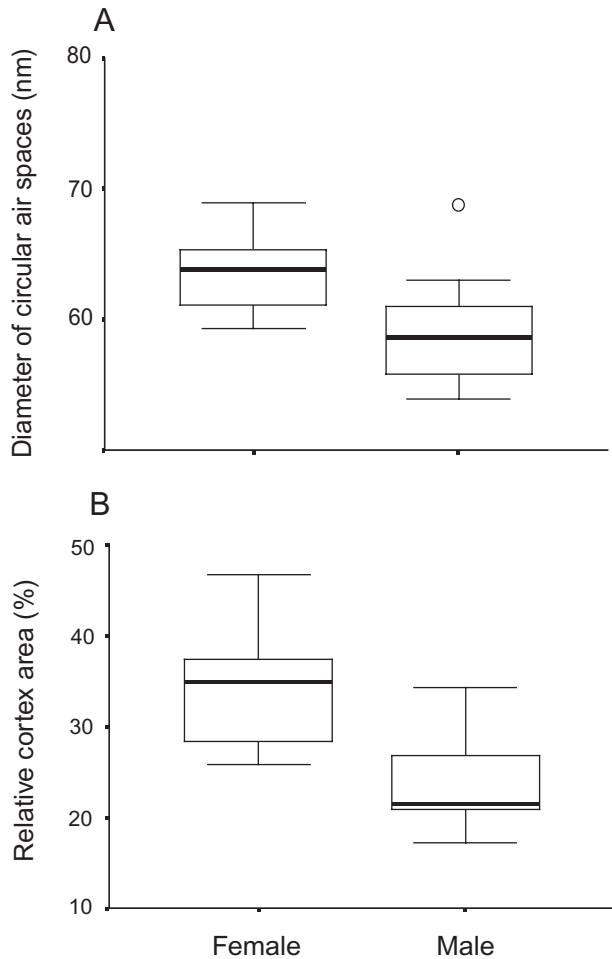 A
Diameter of circular air spaces (nm)
80
70
60
B
Relative cortex area (%)
50
40
30
20
10
Female Male